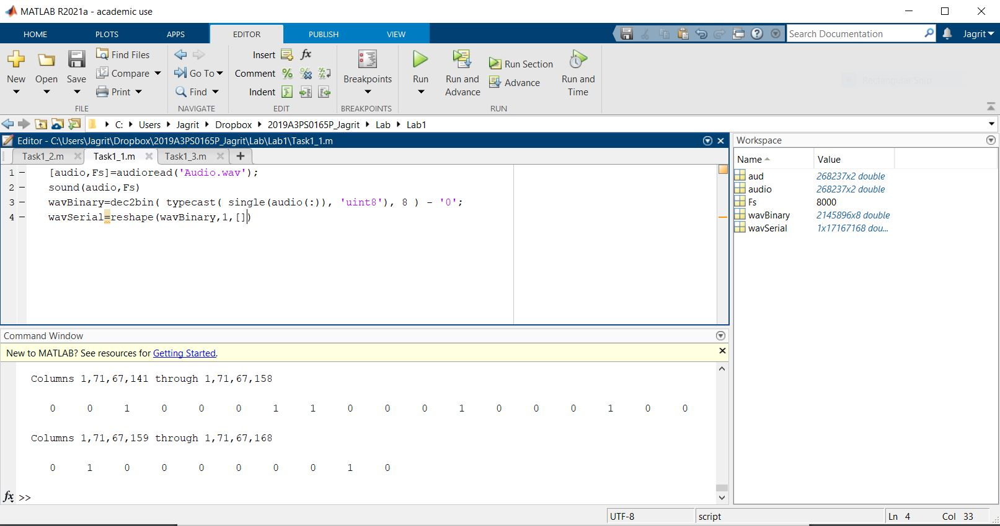 MATLAB R2021a - academic use
HOME PLOTS APPS EDITOR PUBLISH VIEW
Search Documentation
Jagrit
New
Open
Save
Find Files
Compare
Print
FILE
Go To
Find
NAVIGATE
Insert fx
Comment
Indent
EDIT
Breakpoints
BREAKPOINTS
Run
Run and
Advance
Run Section
Advance
Run and
Time
RUN
Rectangular Snip
C: Users Jagrit Dropbox 2019A3PS0165P_Jagrit Lab Lab1
Editor - C:\Users\Jagrit\Dropbox\2019A3PS0165P_Jagrit\Lab\Lab1\Task1_1.m
Task1_2.m Task1_1.m Task1_3.m +
1 - [audio,Fs]=audioread('Audio.wav');
2 - sound(audio,Fs)
3 - wavBinary=dec2bin( typecast( single(audio(:)), 'uint8'), 8 ) - '0';
4 - wavSerial=reshape(wavBinary,1,[])
Workspace
Name Value
aud 268237x2 double
audio 268237x2 double
Fs 8000
wavBinary 2145896x8 double
wavSerial 1x17167168 dou...
Command Window
New to MATLAB? See resources for Getting Started.
Columns 1,71,67,141 through 1,71,67,158
0 0 1 0 0 0 1 1 0 0 0 1 0 0 0 1 0 0
Columns 1,71,67,159 through 1,71,67,168
0 1 0 0 0 0 0 0 1 0
fx >>
UTF-8
script
Ln 4 Col 33